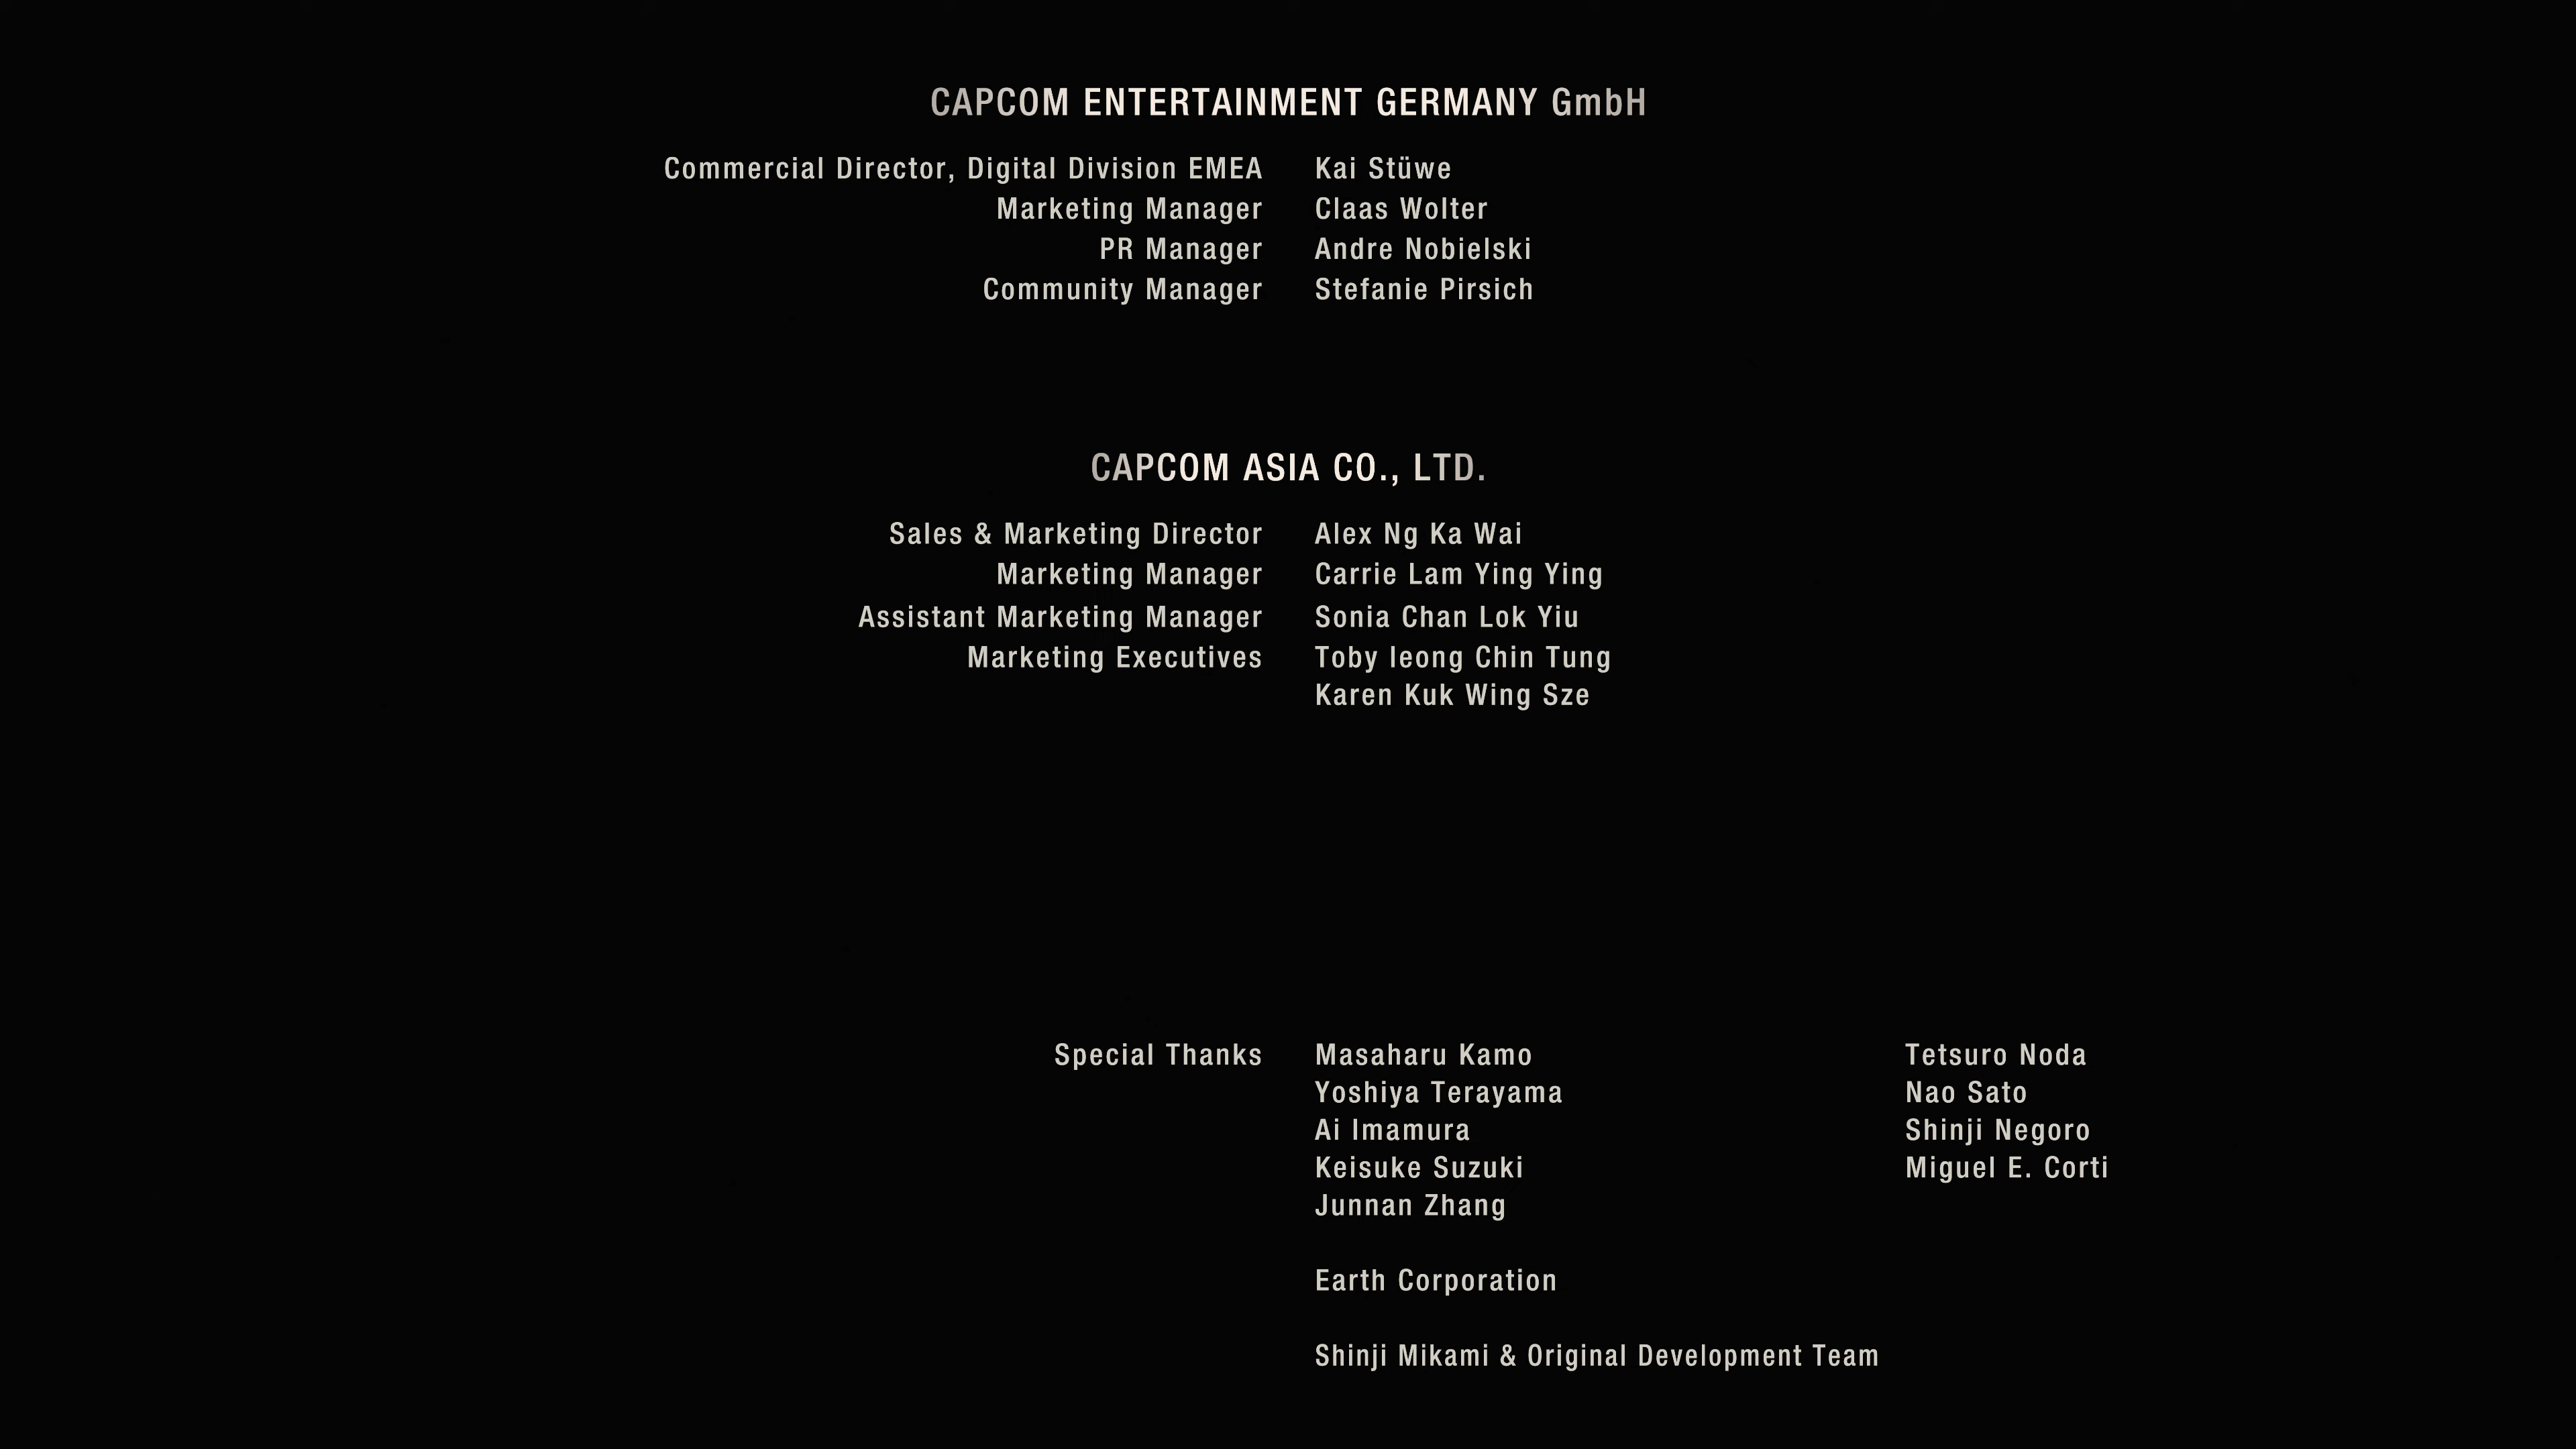 CAPCOM ENTERTAINMENT GERMANY GmbH
Commercial Director, Digital Division EMEA Kai Stüwe
Marketing Manager Claas Wolter
PR Manager Andre Nobielski
Community Manager Stefanie Pirsich
CAPCOM ASIA CO., LTD.
Sales & Marketing Director Alex Ng Ka Wai
Marketing Manager Carrie Lam Ying Ying
Assistant Marketing Manager Sonia Chan Lok Yiu
Marketing Executives Toby Ieong Chin Tung
Karen Kuk Wing Sze
Special Thanks Masaharu Kamo Tetsuro Noda
Yoshiya Terayama Nao Sato
Ai Imamura Shinji Negoro
Keisuke Suzuki Miguel E. Corti
Junnan Zhang
Earth Corporation
Shinji Mikami & Original Development Team